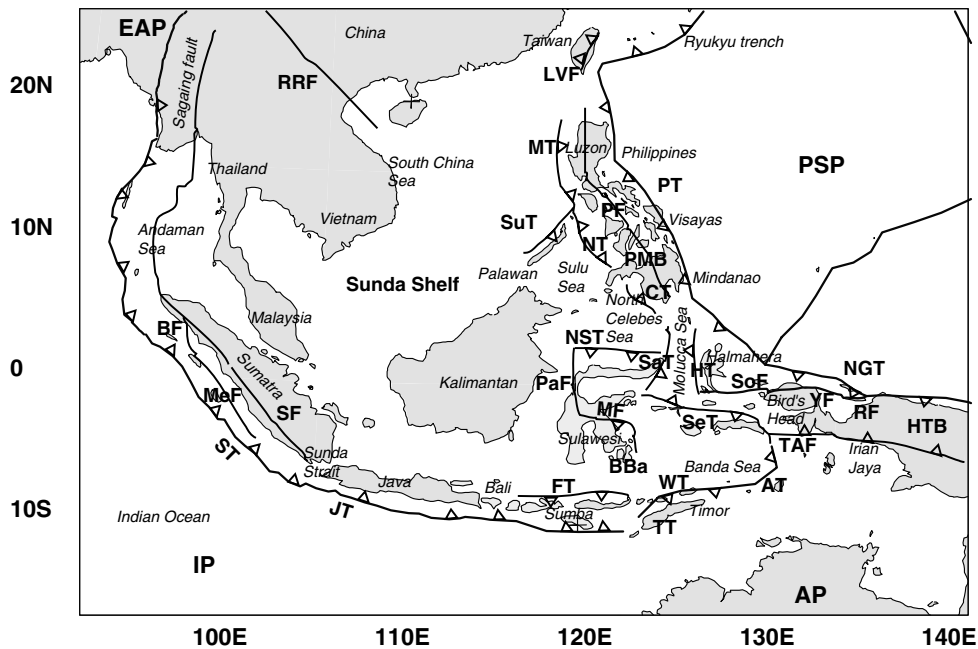 EAP
China
Taiwan
Ryukyu trench
Sagaing fault
LVF
RRF
20N
MT
Luzon
Philippines
PSP
Thailand
South China
Sea
PT
10N
Vietnam
SuT
PF
Visayas
Andaman
Sea
NT
PMB
Palawan
Sulu
Sea
Mindanao
Sunda Shelf
CT
North
Celebes
Sea
Malaysia
BF
NST
Molucca Sea
Halmahera
0
Sumatra
SaT
HT
NGT
Kalimantan
PaF
SoF
MeF
SF
MF
Bird's
Head
YF
RF
SeT
HTB
ST
Sulawesi
TAF
Sunda
Strait
BBa
Banda Sea
Irian
Jaya
Java
Bali
FT
WT
AT
10S
JT
Sumba
Timor
Indian Ocean
TT
IP
AP
100E
110E
120E
130E
140E